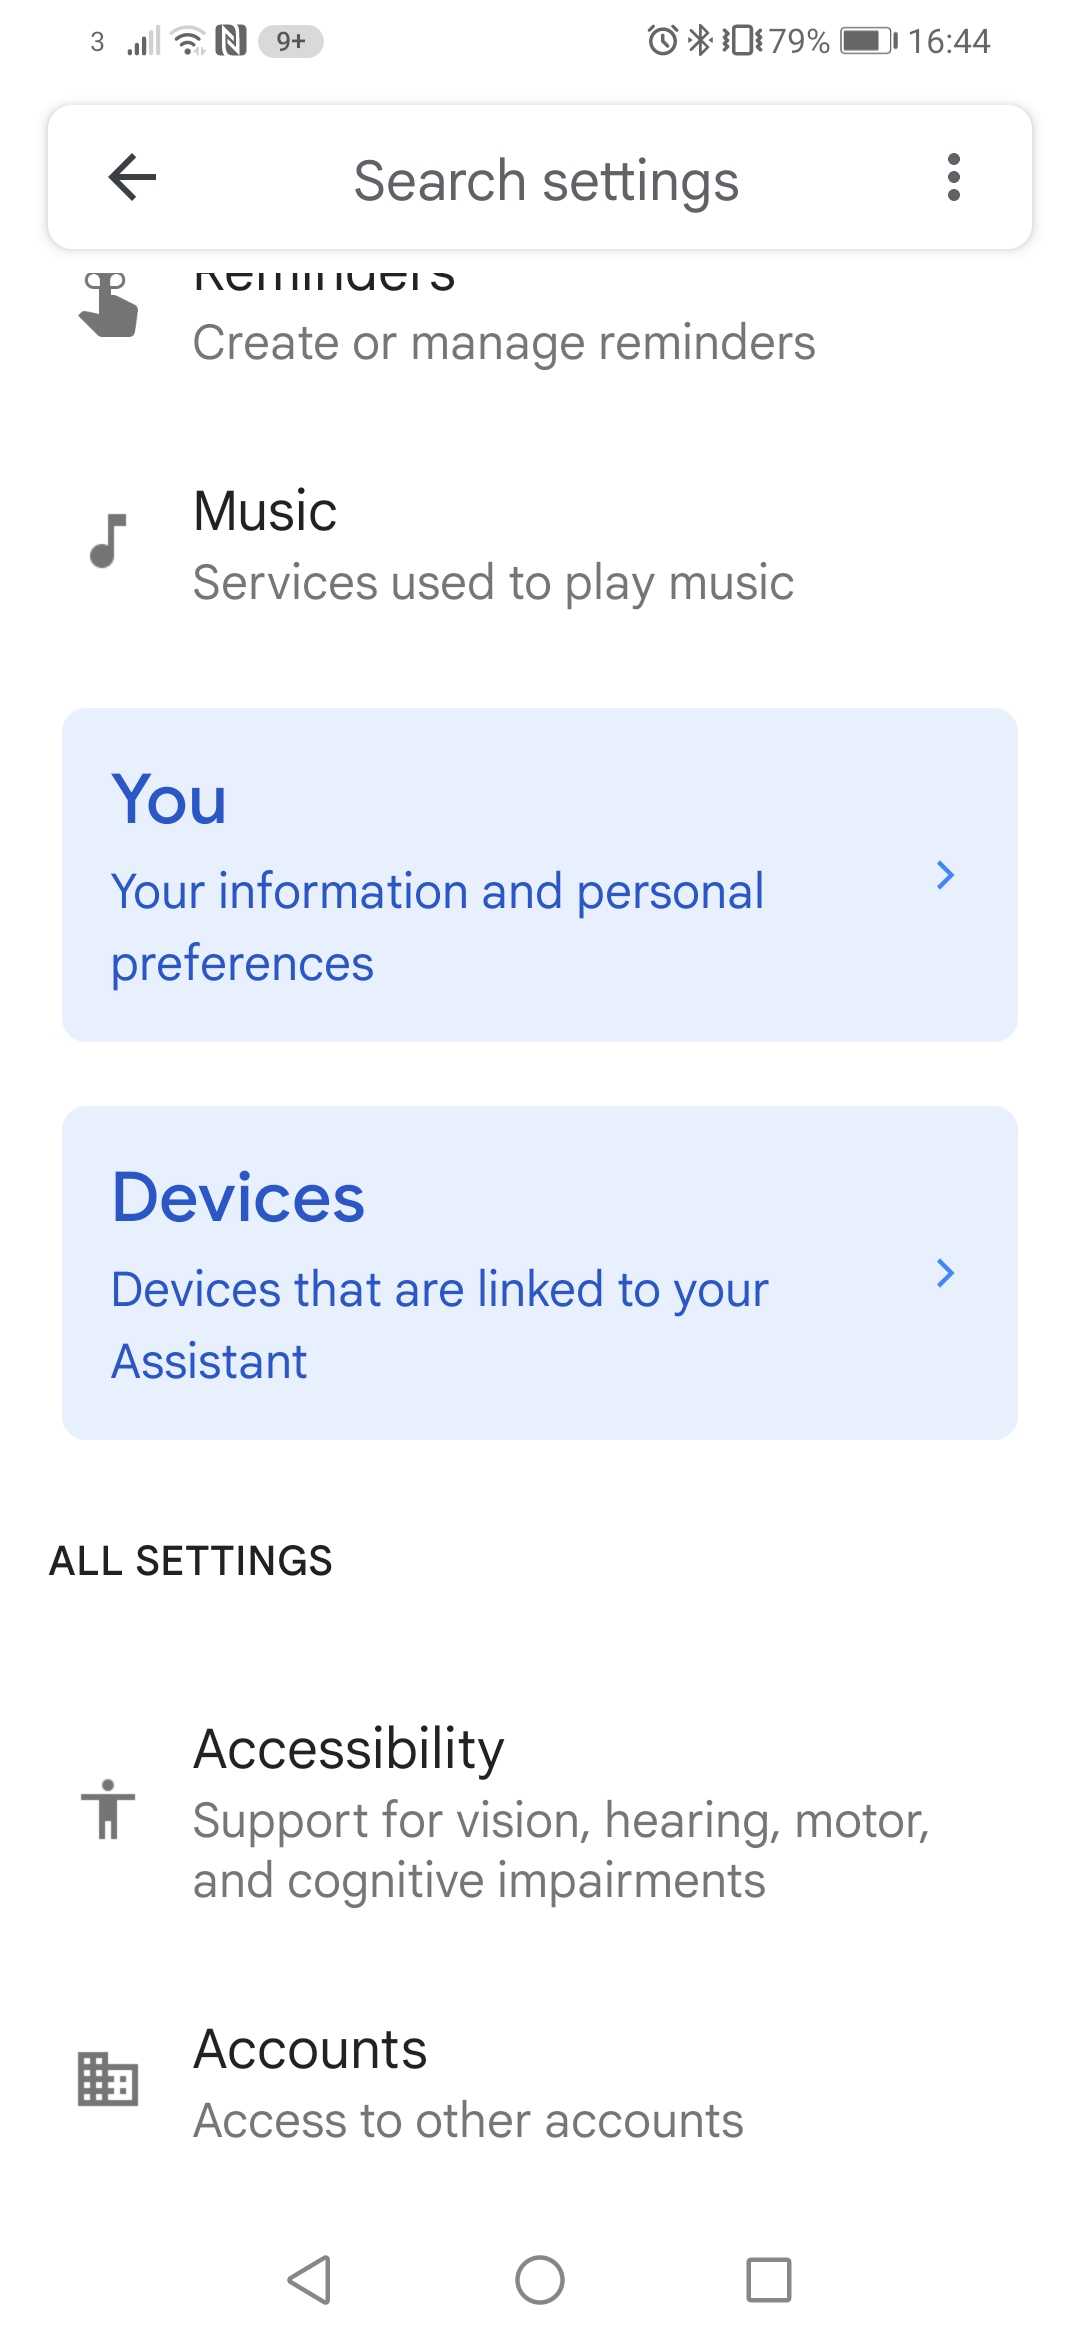 3 9+ 79% 16:44
Search settings
Reminders
Create or manage reminders
Music
Services used to play music
You
Your information and personal
preferences
Devices
Devices that are linked to your
Assistant
ALL SETTINGS
Accessibility
Support for vision, hearing, motor,
and cognitive impairments
Accounts
Access to other accounts